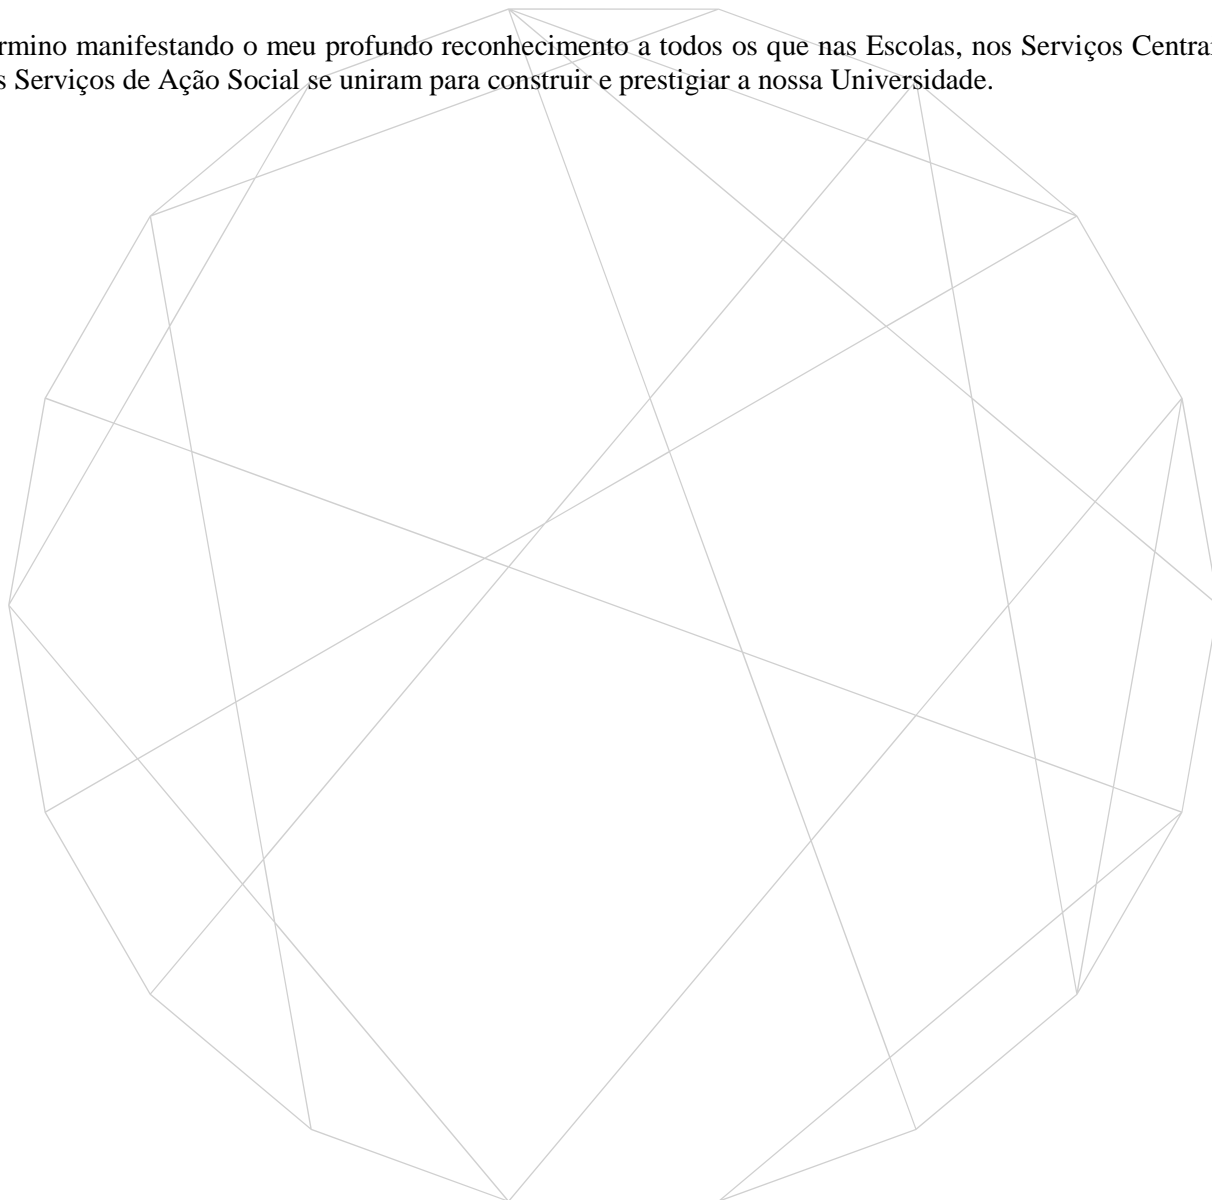 rmino manifestando o meu profundo reconhecimento a todos os que nas Escolas, nos Serviços Centra
s Serviços de Ação Social se uniram para construir e prestigiar a nossa Universidade.